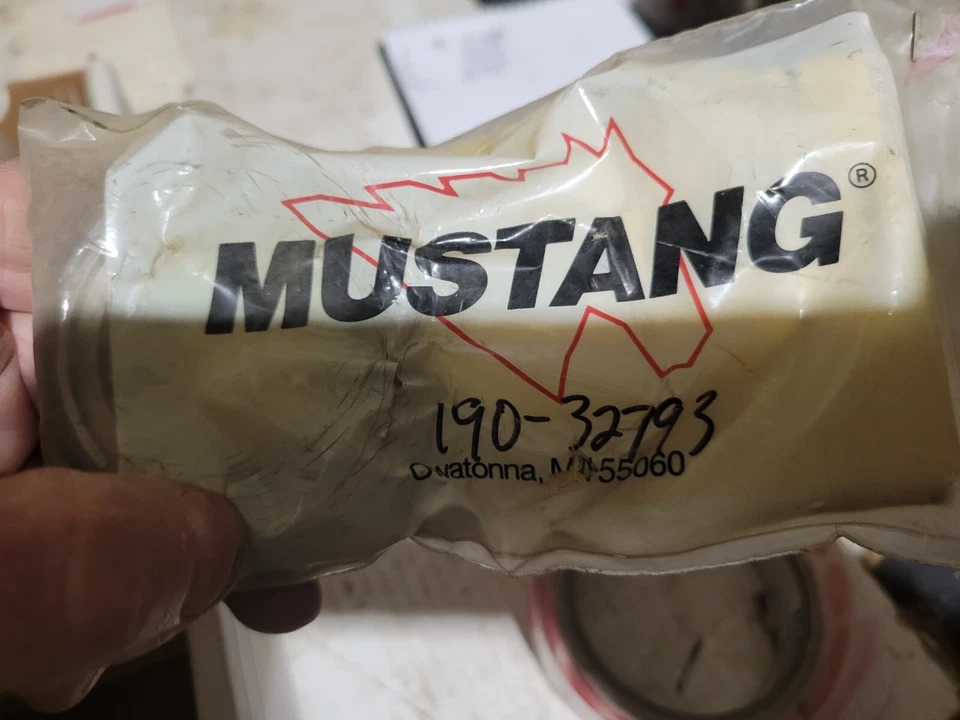 MUSTANG®
190-32793
Owatonna, MN 55060